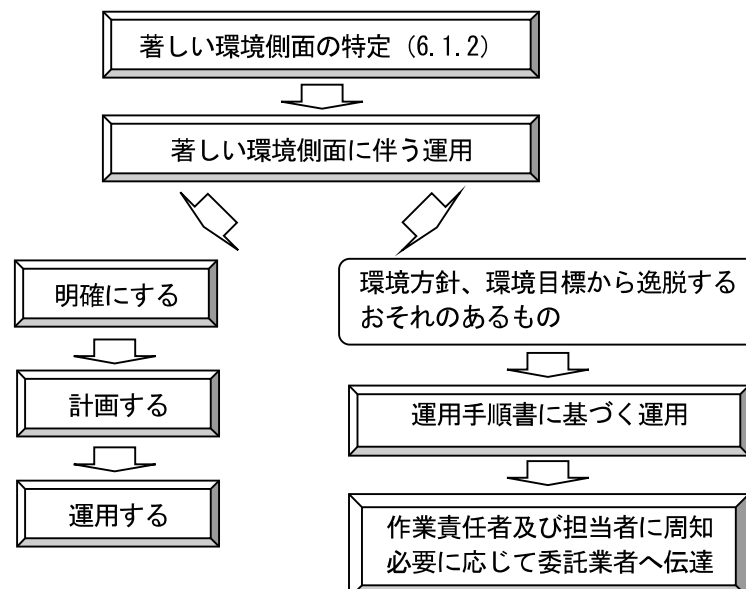 著しい環境側面の特定（6.1.2）
著しい環境側面に伴う運用
明確にする
計画する
運用する
環境方針、環境目標から逸脱する
おそれのあるもの
運用手順書に基づく運用
作業責任者及び担当者に周知
必要に応じて委託業者へ伝達